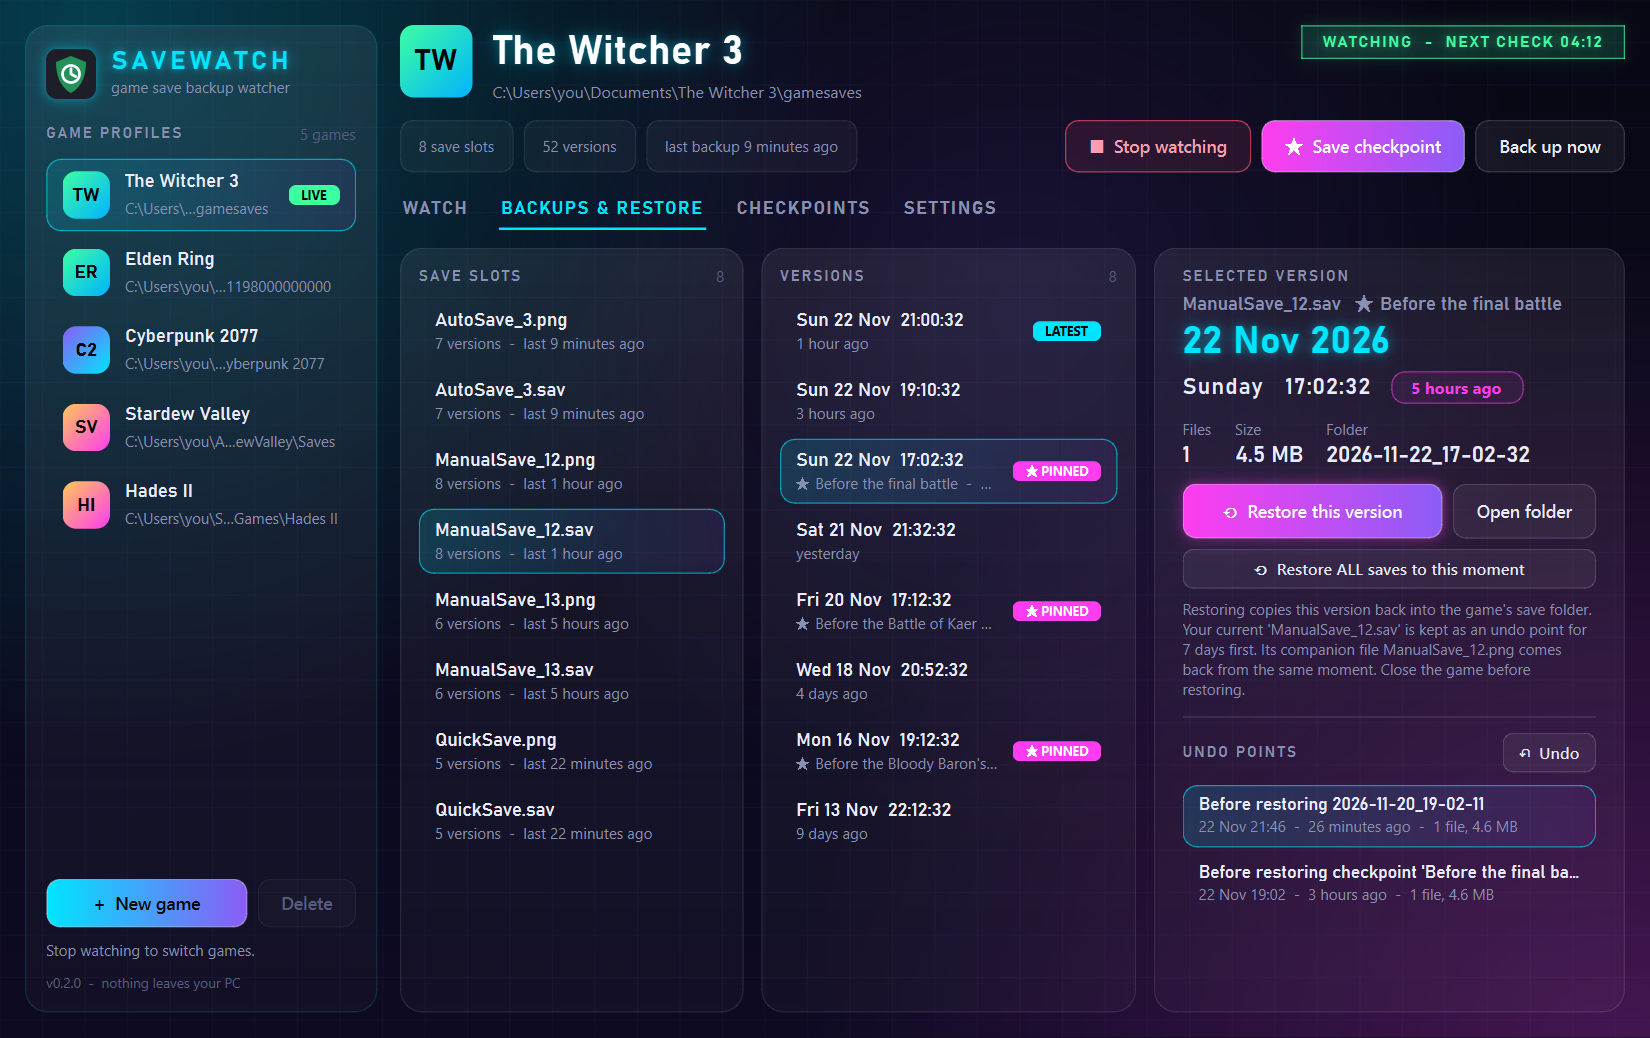 SAVEWATCH
game save backup watcher
GAME PROFILES
5 games
TW
The Witcher 3
C:\Users\...gamesaves
LIVE
ER
Elden Ring
C:\Users\you\...1198000000000
C2
Cyberpunk 2077
C:\Users\you\...yberpunk 2077
SV
Stardew Valley
C:\Users\you\A...ewValley\Saves
HI
Hades II
C:\Users\you\S...Games\Hades II
+ New game
Delete
Stop watching to switch games.
v0.2.0 - nothing leaves your PC
TW
The Witcher 3
C:\Users\you\Documents\The Witcher 3\gamesaves
WATCHING - NEXT CHECK 04:12
8 save slots
52 versions
last backup 9 minutes ago
■ Stop watching
★ Save checkpoint
Back up now
WATCH
BACKUPS & RESTORE
CHECKPOINTS
SETTINGS
SAVE SLOTS
8
AutoSave_3.png
7 versions - last 9 minutes ago
AutoSave_3.sav
7 versions - last 9 minutes ago
ManualSave_12.png
8 versions - last 1 hour ago
ManualSave_12.sav
8 versions - last 1 hour ago
ManualSave_13.png
6 versions - last 5 hours ago
ManualSave_13.sav
6 versions - last 5 hours ago
QuickSave.png
5 versions - last 22 minutes ago
QuickSave.sav
5 versions - last 22 minutes ago
VERSIONS
8
Sun 22 Nov 21:00:32
1 hour ago
LATEST
Sun 22 Nov 19:10:32
3 hours ago
Sun 22 Nov 17:02:32
★ Before the final battle - ...
★ PINNED
Sat 21 Nov 21:32:32
yesterday
Fri 20 Nov 17:12:32
★ Before the Battle of Kaer ...
★ PINNED
Wed 18 Nov 20:52:32
4 days ago
Mon 16 Nov 19:12:32
★ Before the Bloody Baron's...
★ PINNED
Fri 13 Nov 22:12:32
9 days ago
SELECTED VERSION
ManualSave_12.sav ★ Before the final battle
22 Nov 2026
Sunday 17:02:32
5 hours ago
Files Size Folder
1 4.5 MB 2026-11-22_17-02-32
Restore this version
Open folder
Restore ALL saves to this moment
Restoring copies this version back into the game's save folder.
Your current 'ManualSave_12.sav' is kept as an undo point for
7 days first. Its companion file ManualSave_12.png comes
back from the same moment. Close the game before
restoring.
UNDO POINTS
Undo
Before restoring 2026-11-20_19-02-11
22 Nov 21:46 - 26 minutes ago - 1 file, 4.6 MB
Before restoring checkpoint 'Before the final ba...
22 Nov 19:02 - 3 hours ago - 1 file, 4.6 MB